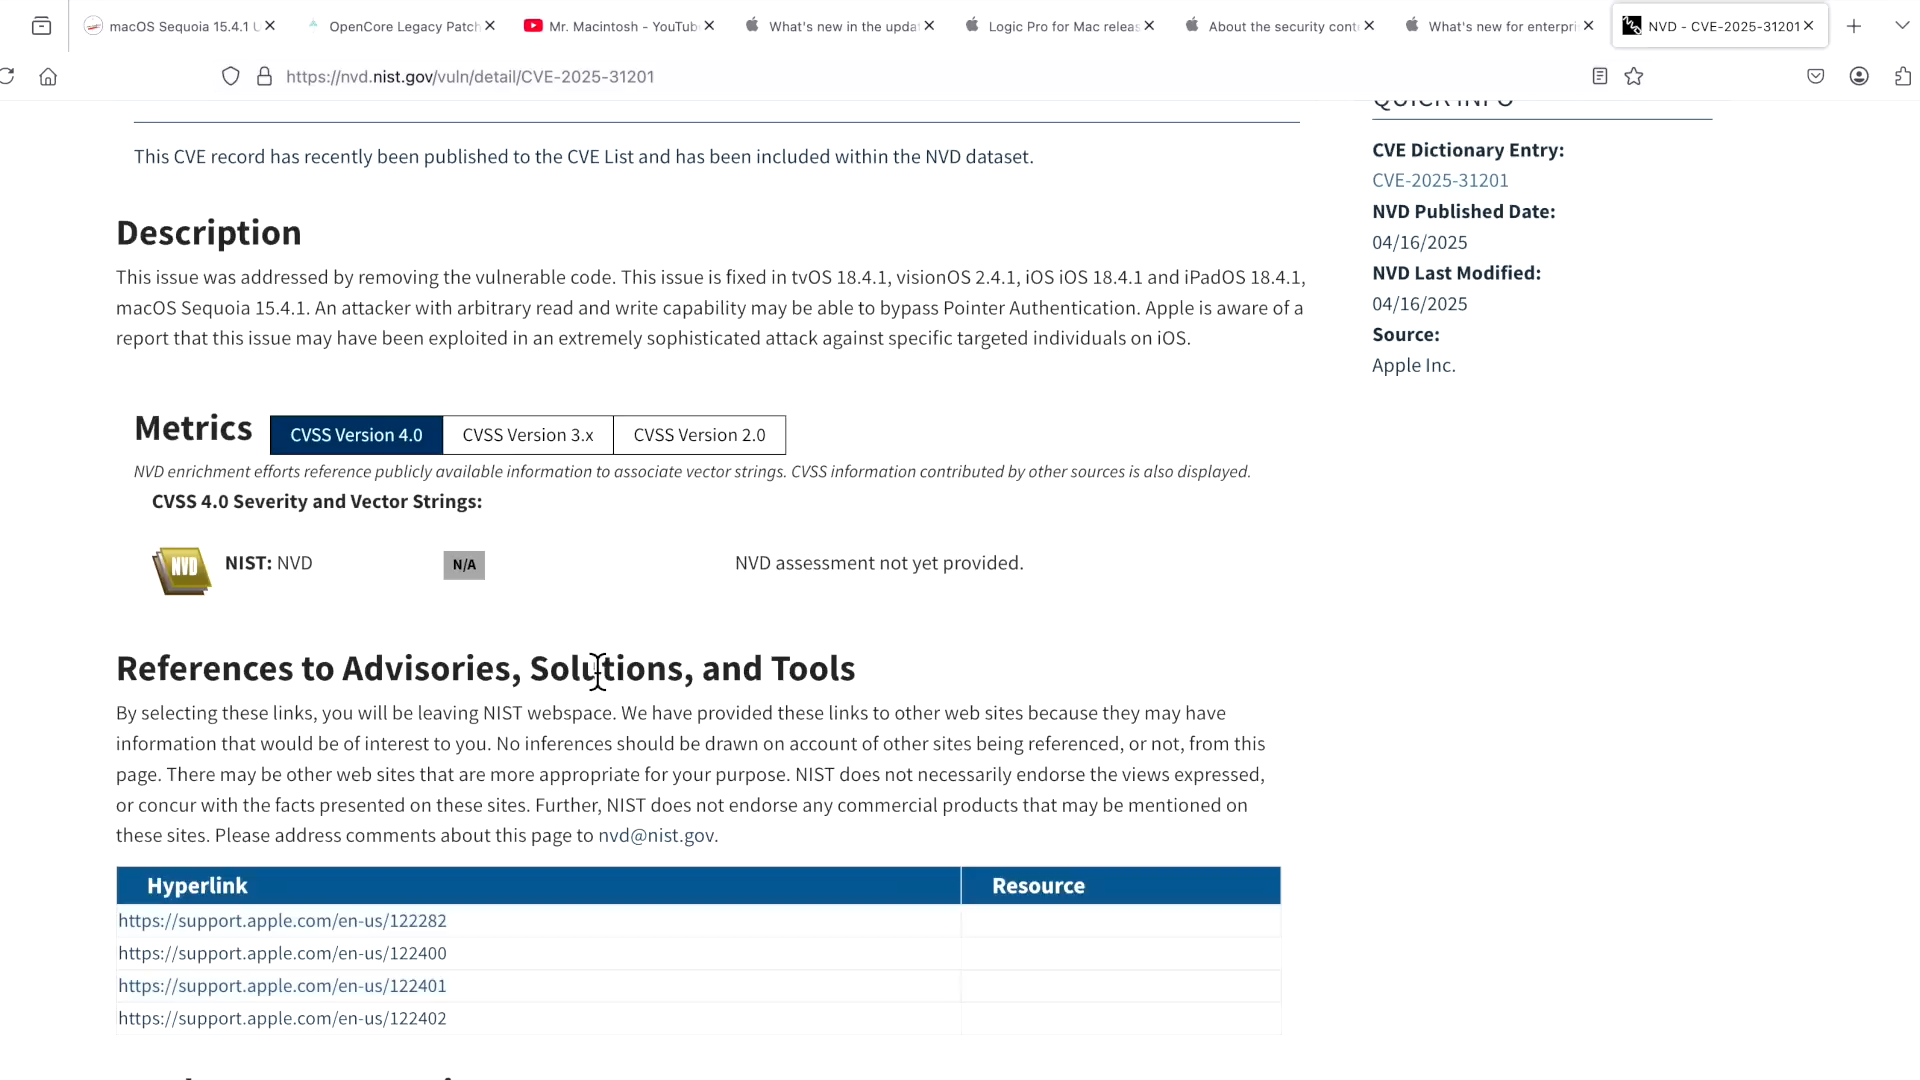 macOS Sequoia 15.4.1 U
OpenCore Legacy Patch
Mr. Macintosh - YouTub
What's new in the updat
Logic Pro for Mac releas
About the security cont
What's new for enterpri
NVD - CVE-2025-31201
https://nvd.nist.gov/vuln/detail/CVE-2025-31201
QUICK INFO
This CVE record has recently been published to the CVE List and has been included within the NVD dataset.
CVE Dictionary Entry:
CVE-2025-31201
NVD Published Date:
04/16/2025
NVD Last Modified:
04/16/2025
Source:
Apple Inc.
Description
This issue was addressed by removing the vulnerable code. This issue is fixed in tvOS 18.4.1, visionOS 2.4.1, iOS iOS 18.4.1 and iPadOS 18.4.1,
macOS Sequoia 15.4.1. An attacker with arbitrary read and write capability may be able to bypass Pointer Authentication. Apple is aware of a
report that this issue may have been exploited in an extremely sophisticated attack against specific targeted individuals on iOS.
Metrics
CVSS Version 4.0
CVSS Version 3.x
CVSS Version 2.0
NVD enrichment efforts reference publicly available information to associate vector strings. CVSS information contributed by other sources is also displayed.
CVSS 4.0 Severity and Vector Strings:
NVD
NIST: NVD
N/A
NVD assessment not yet provided.
References to Advisories, Solutions, and Tools
By selecting these links, you will be leaving NIST webspace. We have provided these links to other web sites because they may have
information that would be of interest to you. No inferences should be drawn on account of other sites being referenced, or not, from this
page. There may be other web sites that are more appropriate for your purpose. NIST does not necessarily endorse the views expressed,
or concur with the facts presented on these sites. Further, NIST does not endorse any commercial products that may be mentioned on
these sites. Please address comments about this page to nvd@nist.gov.
Hyperlink
Resource
https://support.apple.com/en-us/122282
https://support.apple.com/en-us/122400
https://support.apple.com/en-us/122401
https://support.apple.com/en-us/122402